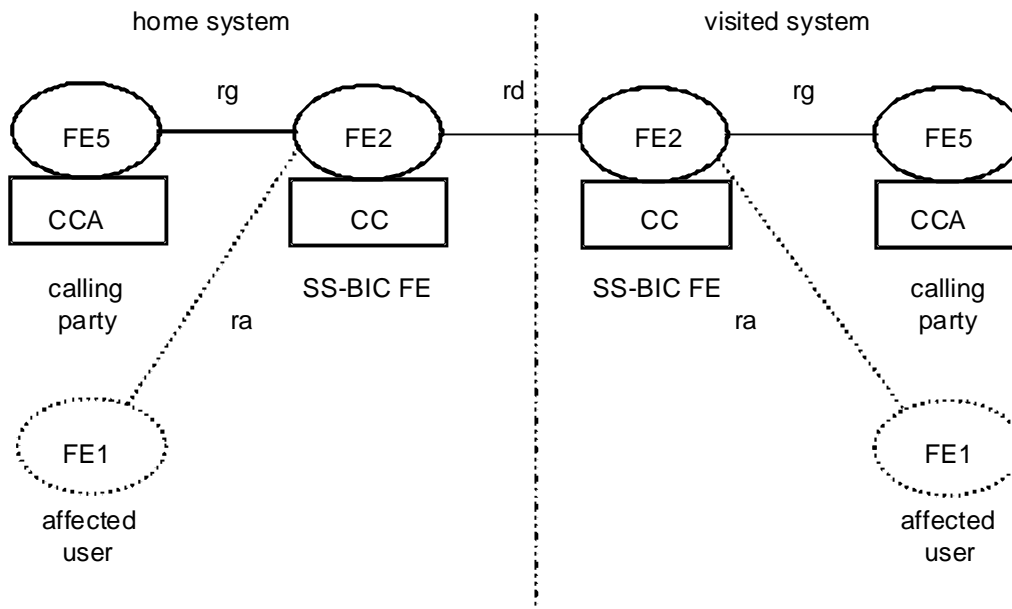 home system
visited system
rg
rd
rg
FE5
FE2
FE2
FE5
CCA
CC
CC
CCA
calling
party
SS-BIC FE
SS-BIC FE
calling
party
ra
ra
FE1
FE1
affected
user
affected
user